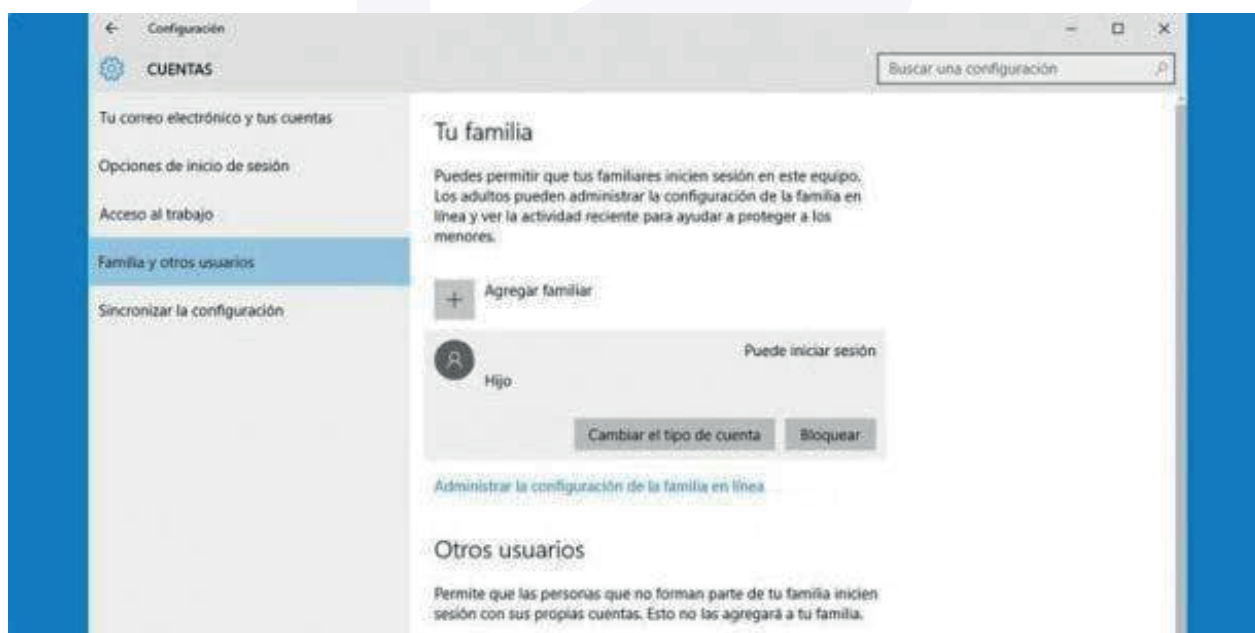 Configuración
CUENTAS
Buscar una configuración
Tu correo electrónico y tus cuentas
Opciones de inicio de sesión
Acceso al trabajo
Familia y otros usuarios
Sincronizar la configuración
Tu familia
Puedes permitir que tus familiares inicien sesión en este equipo.
Los adultos pueden administrar la configuración de la familia en
línea y ver la actividad reciente para ayudar a proteger a los
menores.
Agregar familiar
Puede iniciar sesión
Hijo
Cambiar el tipo de cuenta
Bloquear
Administrar la configuración de la familia en línea
Otros usuarios
Permite que las personas que no forman parte de tu familia inicien
sesión con sus propias cuentas. Esto no las agregará a tu familia.